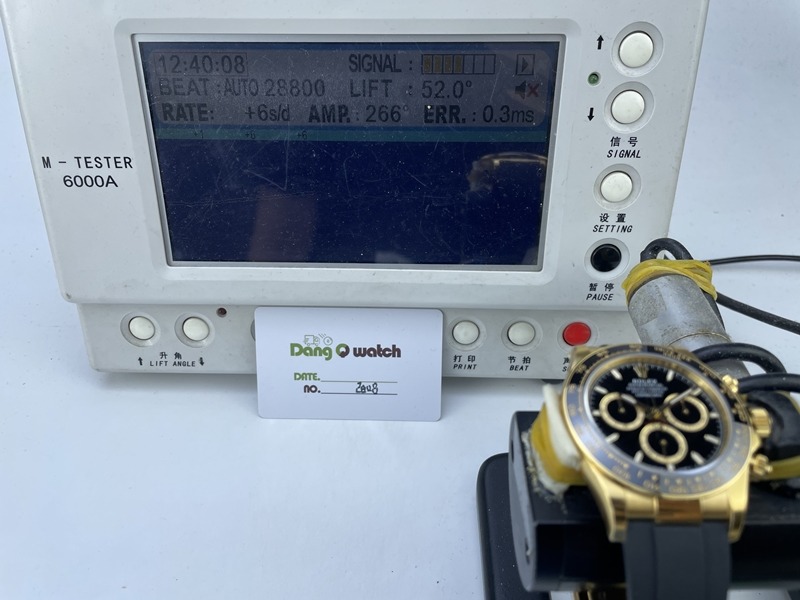 12:40:08 SIGNAL :
BEAT : AUTO 28800 LIFT : 52.0°
RATE: +6s/d AMP. : 266° ERR. : 0.3ms
M - TESTER
6000A
信号
SIGNAL
设置
SETTING
暂停
PAUSE
升角
LIFT ANGLE
打印
PRINT
节拍
BEAT
Dang Q watch
DATE.
NO.
ROLEX